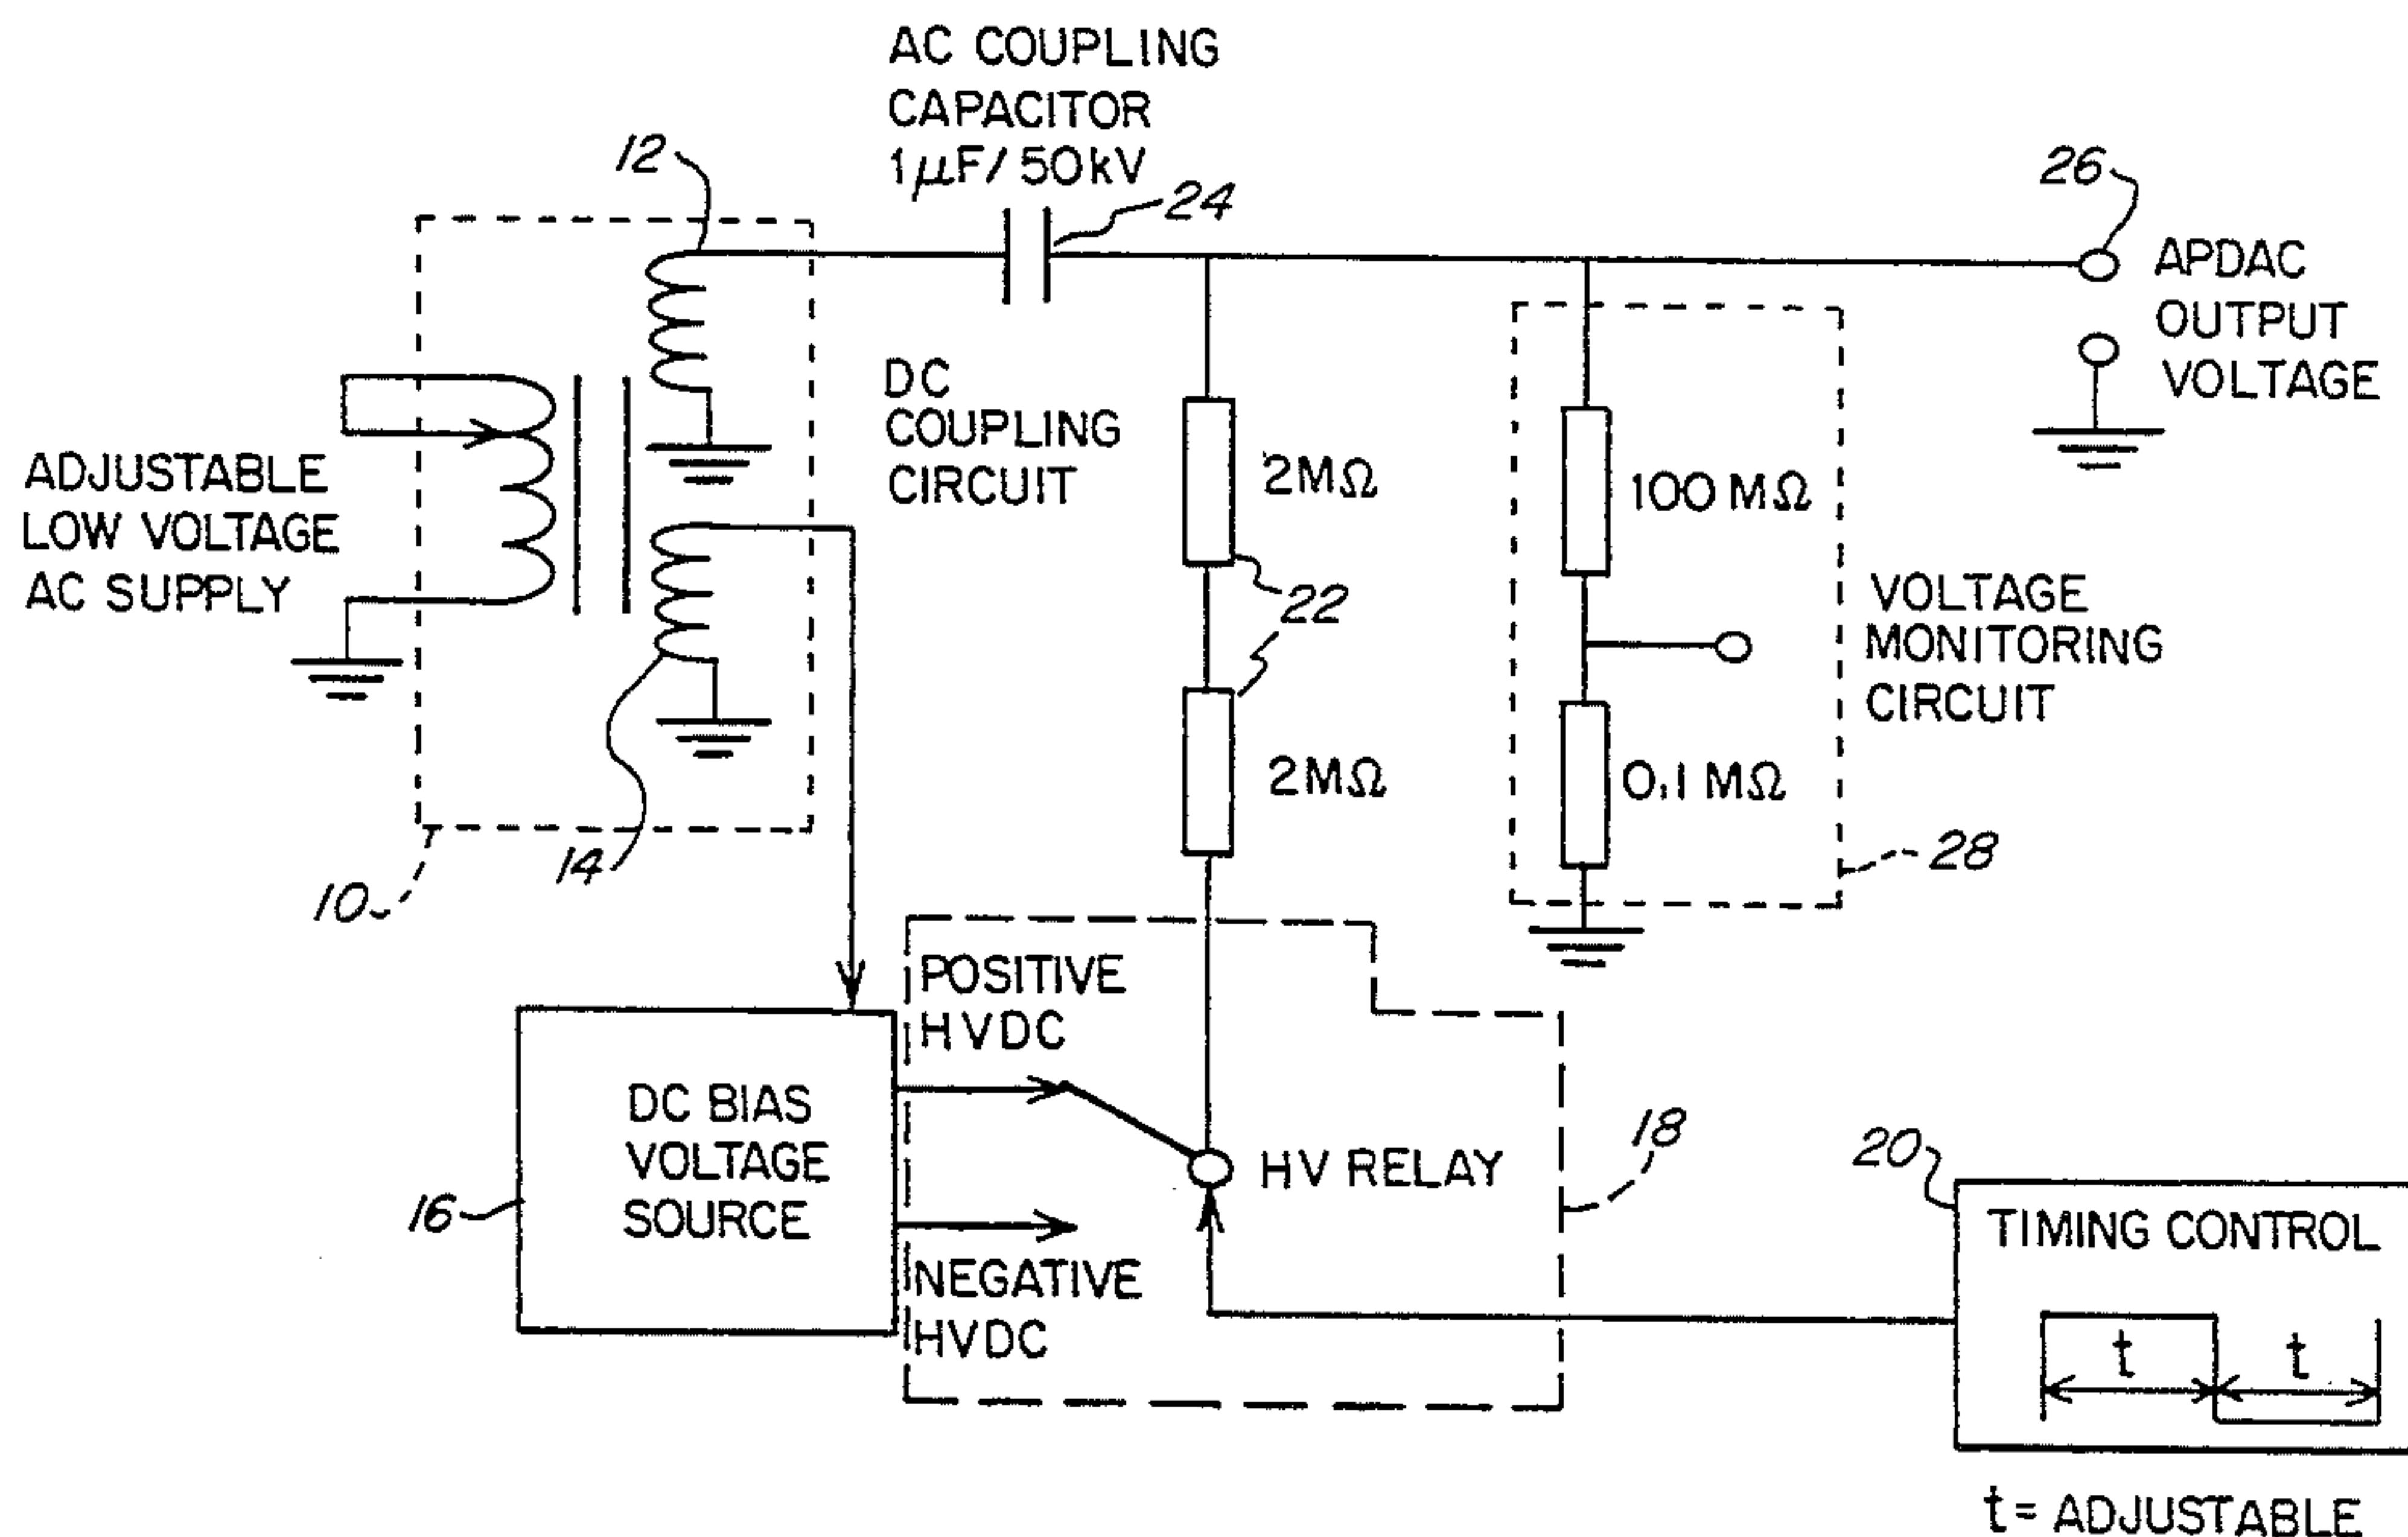 AC COUPLING
CAPACITOR
1μF/50kV
12
24
26
APDAC
OUTPUT
VOLTAGE
DC
COUPLING
CIRCUIT
ADJUSTABLE
LOW VOLTAGE
AC SUPPLY
2MΩ
100 MΩ
22
VOLTAGE
MONITORING
CIRCUIT
2MΩ
0.1 MΩ
14
10
28
POSITIVE
HVDC
DC BIAS
VOLTAGE
SOURCE
16
HV RELAY
18
20
TIMING CONTROL
NEGATIVE
HVDC
t
t
t = ADJUSTABLE